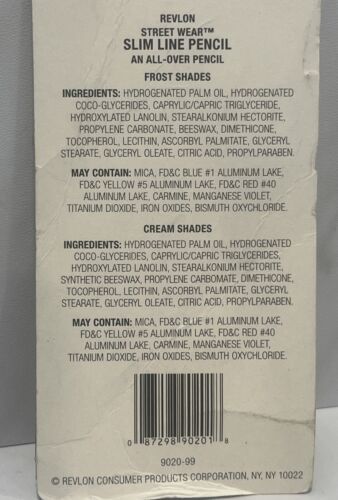 REVLON
STREET WEAR™
SLIM LINE PENCIL
AN ALL-OVER PENCIL
FROST SHADES
INGREDIENTS: HYDROGENATED PALM OIL, HYDROGENATED
COCO-GLYCERIDES, CAPRYLIC/CAPRIC TRIGLYCERIDE,
HYDROXYLATED LANOLIN, STEARALKONIUM HECTORITE,
PROPYLENE CARBONATE, BEESWAX, DIMETHICONE,
TOCOPHEROL, LECITHIN, ASCORBYL PALMITATE, GLYCERYL
STEARATE, GLYCERYL OLEATE, CITRIC ACID, PROPYLPARABEN.
MAY CONTAIN: MICA, FD&C BLUE #1 ALUMINUM LAKE,
FD&C YELLOW #5 ALUMINUM LAKE, FD&C RED #40
ALUMINUM LAKE, CARMINE, MANGANESE VIOLET,
TITANIUM DIOXIDE, IRON OXIDES, BISMUTH OXYCHLORIDE.
CREAM SHADES
INGREDIENTS: HYDROGENATED PALM OIL, HYDROGENATED
COCO-GLYCERIDES, CAPRYLIC/CAPRIC TRIGLYCERIDES,
HYDROXYLATED LANOLIN, STEARALKONIUM HECTORITE,
SYNTHETIC BEESWAX, PROPYLENE CARBONATE, DIMETHICONE,
TOCOPHEROL, LECITHIN, ASCORBYL PALMITATE, GLYCERYL
STEARATE, GLYCERYL OLEATE, CITRIC ACID, PROPYLPARABEN.
MAY CONTAIN: MICA, FD&C BLUE #1 ALUMINUM LAKE,
FD&C YELLOW #5 ALUMINUM LAKE, FD&C RED #40
ALUMINUM LAKE, CARMINE, MANGANESE VIOLET,
TITANIUM DIOXIDE, IRON OXIDES, BISMUTH OXYCHLORIDE.
0 87298 90201 8
9020-99
© REVLON CONSUMER PRODUCTS CORPORATION, NY, NY 10022